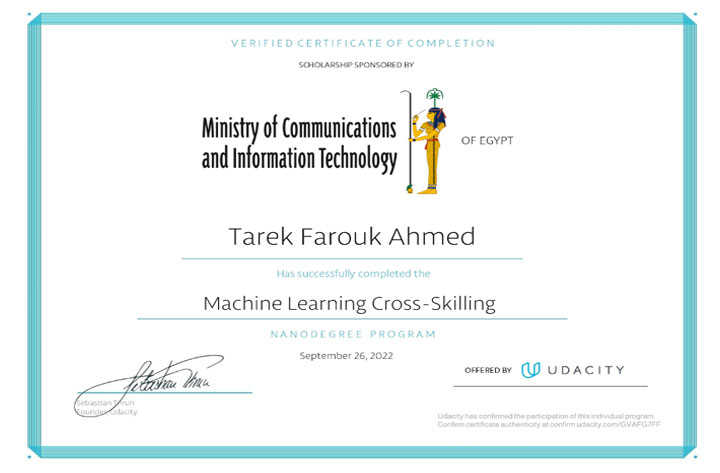 VERIFIED CERTIFICATE OF COMPLETION
SCHOLARSHIP SPONSORED BY
Ministry of Communications
and Information Technology
OF EGYPT
Tarek Farouk Ahmed
Has successfully completed the
Machine Learning Cross-Skilling
NANODEGREE PROGRAM
September 26, 2022
Sebastian Thrun
Sebastian Thrun
Founder, Udacity
OFFERED BY UDACITY
Udacity has confirmed the participation of this individual program.
Confirm certificate authenticity at confirm.udacity.com/GVAFG7FF